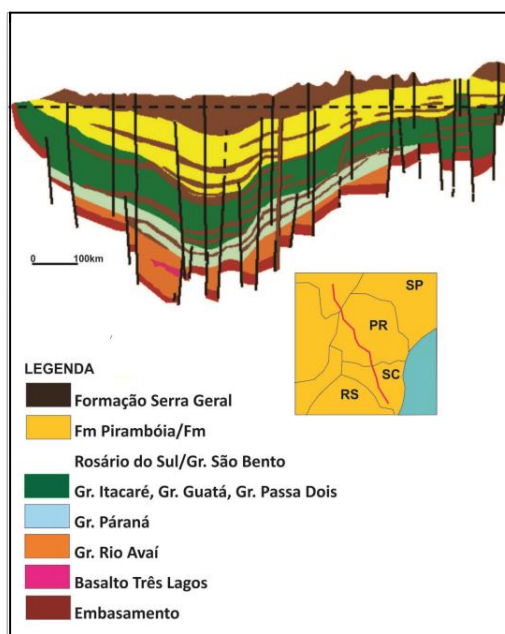 0 100km
SP
PR
SC
RS
LEGENDA
Formação Serra Geral
Fm Pirambóia/Fm
Rosário do Sul/Gr. São Bento
Gr. Itacaré, Gr. Guatá, Gr. Passa Dois
Gr. Páraná
Gr. Rio Avaí
Basalto Três Lagos
Embasamento